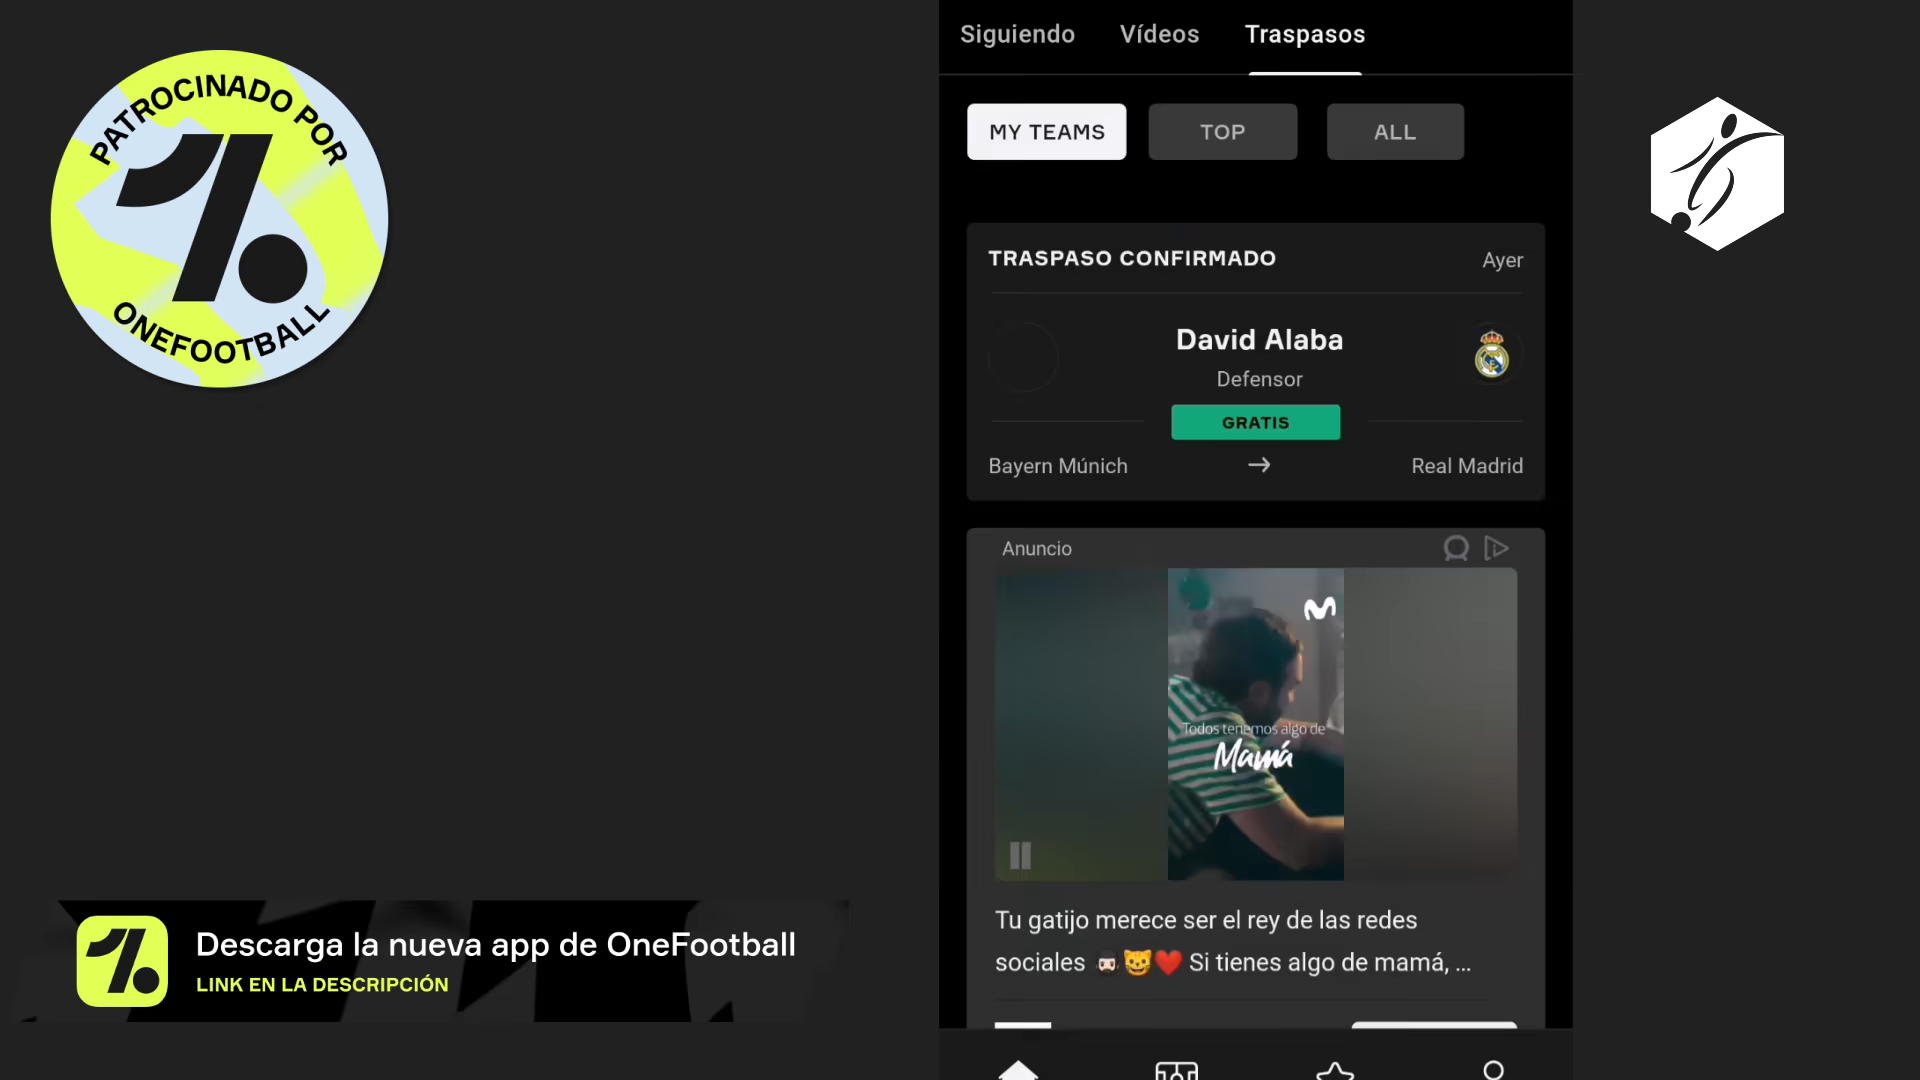 PATROCINADO POR
ONEFOOTBALL
Descarga la nueva app de OneFootball
LINK EN LA DESCRIPCIÓN
Siguiendo Vídeos Traspasos
MY TEAMS TOP ALL
TRASPASO CONFIRMADO Ayer
David Alaba
Defensor
GRATIS
Bayern Múnich → Real Madrid
Anuncio
Todos tenemos algo de
Mamá
Tu gatijo merece ser el rey de las redes
sociales 🧔🏻😺❤️ Si tienes algo de mamá, ...